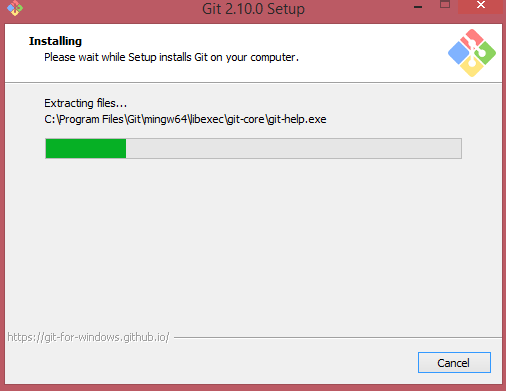 Git 2.10.0 Setup
Installing
Please wait while Setup installs Git on your computer.
Extracting files...
C:\Program Files\Git\mingw64\libexec\git-core\git-help.exe
https://git-for-windows.github.io/
Cancel